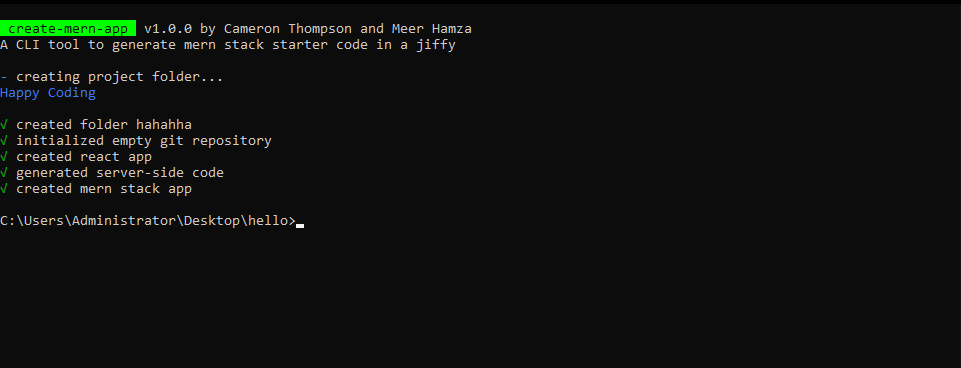 create-mern-app v1.0.0 by Cameron Thompson and Meer Hamza
A CLI tool to generate mern stack starter code in a jiffy
- creating project folder...
Happy Coding
√ created folder hahahha
√ initialized empty git repository
√ created react app
√ generated server-side code
√ created mern stack app
C:\Users\Administrator\Desktop\hello>